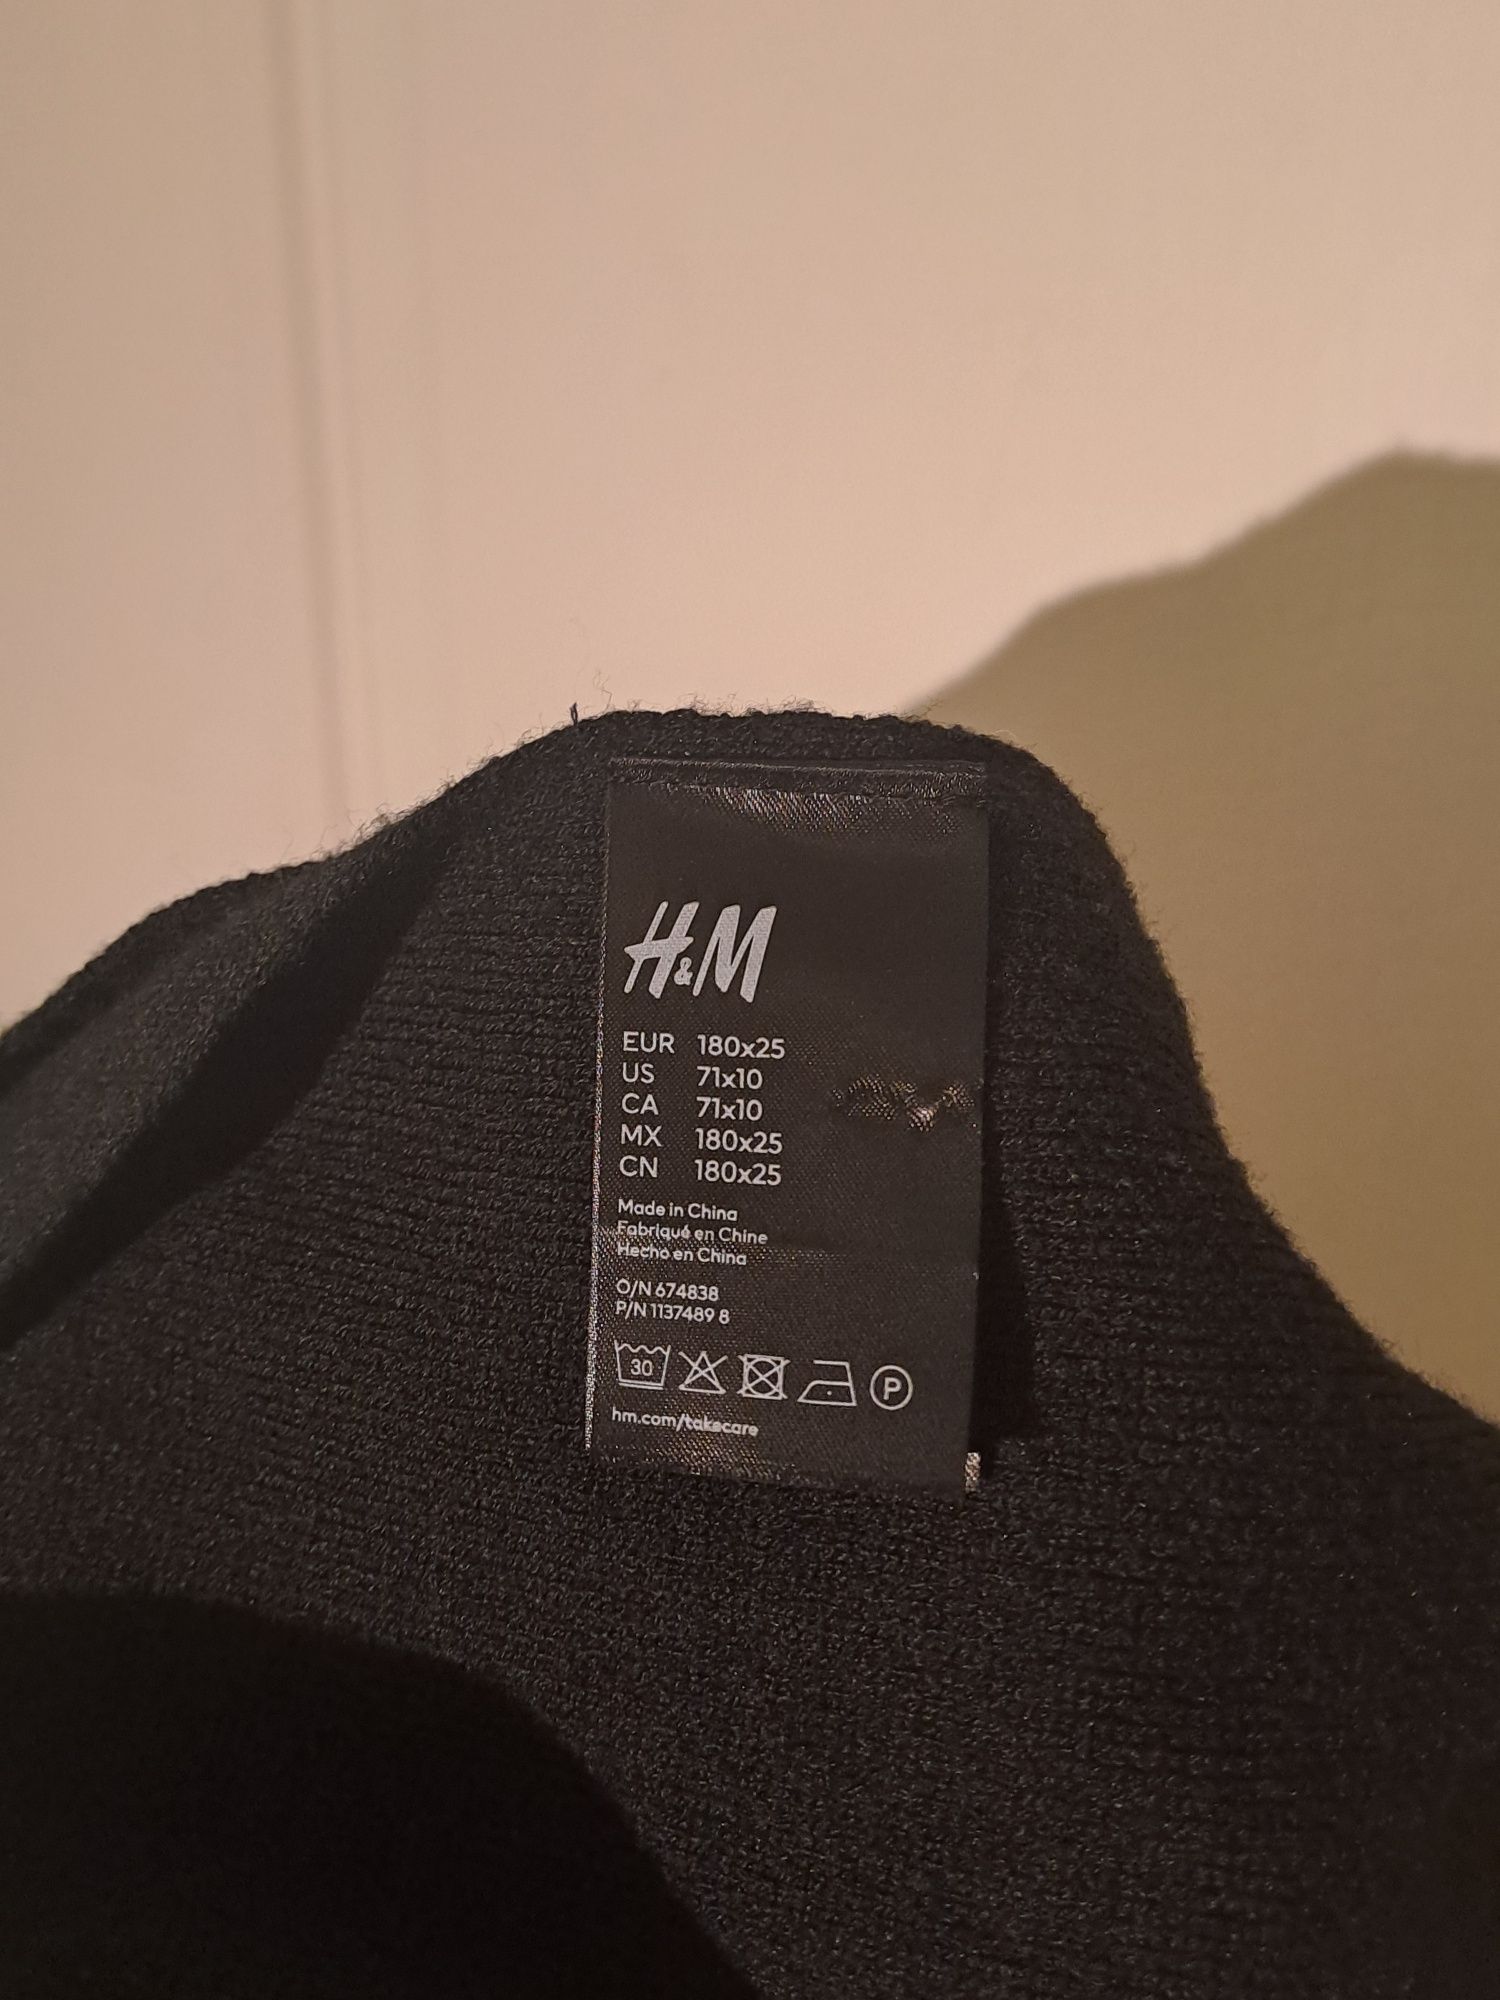 H&M
EUR 180x25
US 71x10
CA 71x10
MX 180x25
CN 180x25
Made in China
Fabriqué en Chine
Hecho en China
O/N 674838
P/N 1137489 8
30
P
hm.com/takecare